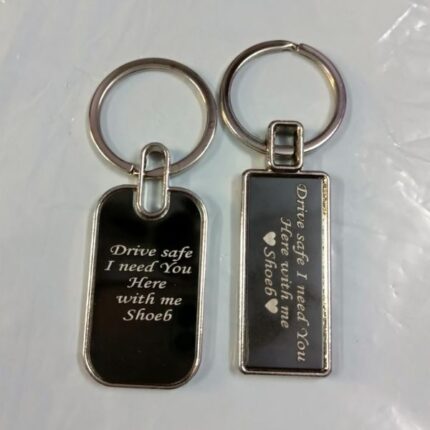 Drive safe
I need You
Here
with me
Shoeb
Drive safe I need You
Here with me
♥Shoeb♥